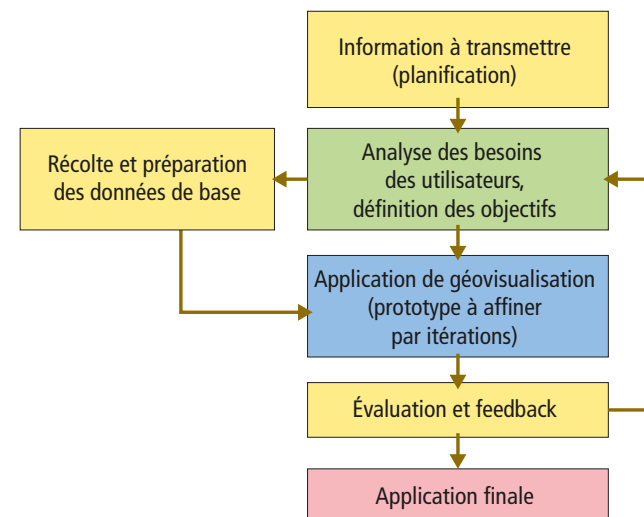 Information à transmettre
(planification)
Récolte et préparation
des données de base
Analyse des besoins
des utilisateurs,
définition des objectifs
Application de géovisualisation
(prototype à affiner
par itérations)
Évaluation et feedback
Application finale